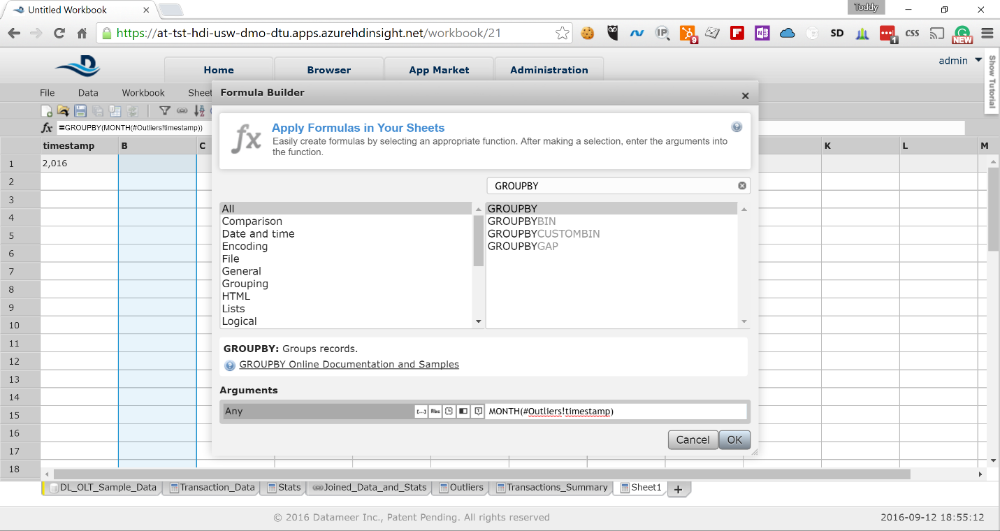 Untitled Workbook
Toddy
https://at-tst-hdi-usw-dmo-dtu.apps.azurehdinsight.net/workbook/21
IP
9
F
N
SD
1
CSS
NEW
D
Home
Browser
App Market
Administration
admin
Show Tutorial
File
Data
Workbook
Sheet
fx =GROUPBY(MONTH(#Outliers!timestamp))
timestamp
B
C
K
L
M
1
2,016
2
3
4
5
6
7
8
9
10
11
12
13
14
15
16
17
18
Formula Builder
fx
Apply Formulas in Your Sheets
Easily create formulas by selecting an appropriate function. After making a selection, enter the arguments into
the function.
GROUPBY
All
Comparison
Date and time
Encoding
File
General
Grouping
HTML
Lists
Logical
GROUPBY
GROUPBYBIN
GROUPBYCUSTOMBIN
GROUPBYGAP
GROUPBY: Groups records.
GROUPBY Online Documentation and Samples
Arguments
Any
[...]
Abc
MONTH(#Outliers!timestamp)
Cancel
OK
DL_OLT_Sample_Data
Transaction_Data
Stats
Joined_Data_and_Stats
Outliers
Transactions_Summary
Sheet1
+
© 2016 Datameer Inc., Patent Pending. All rights reserved
2016-09-12 18:55:12